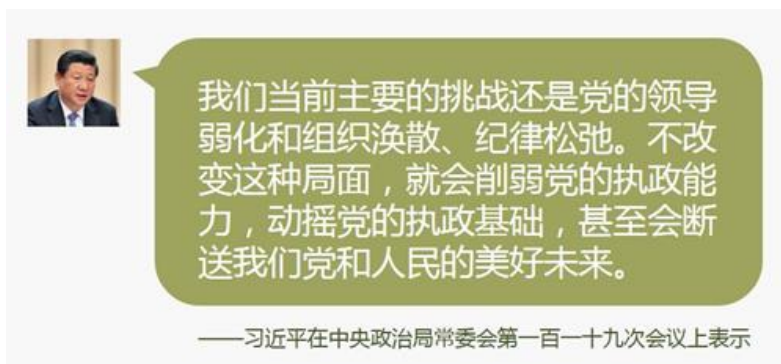 我们当前主要的挑战还是党的领导
弱化和组织涣散、纪律松弛。不改
变这种局面，就会削弱党的执政能
力，动摇党的执政基础，甚至会断
送我们党和人民的美好未来。
——习近平在中央政治局常委会第一百一十九次会议上表示